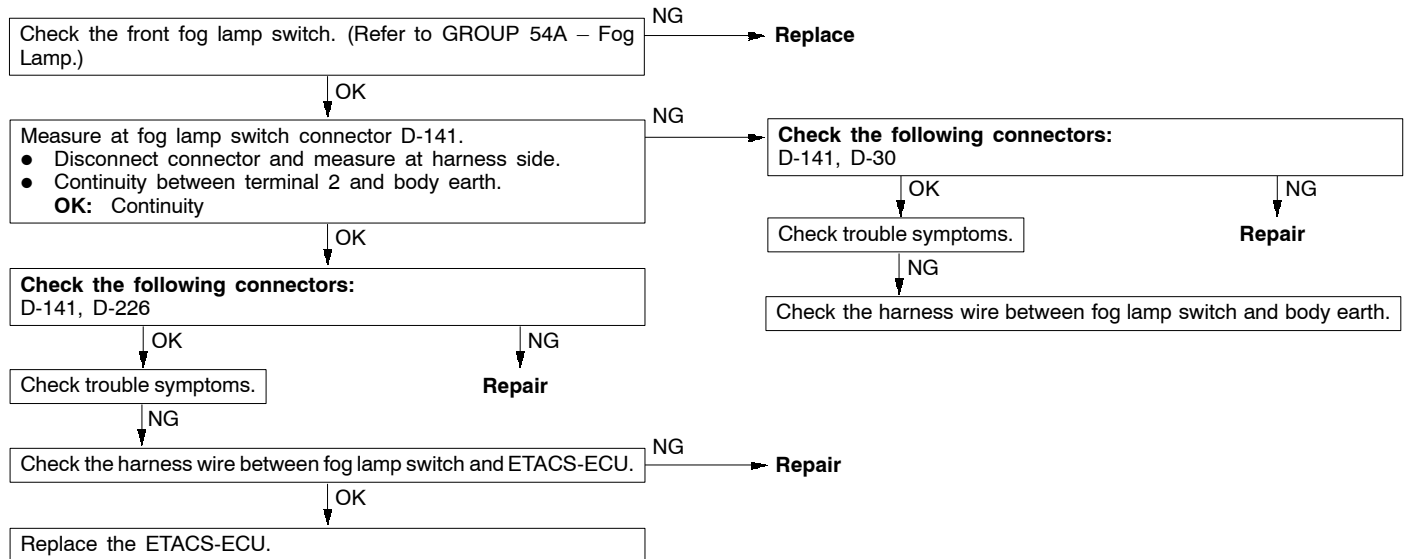 Check the front fog lamp switch. (Refer to GROUP 54A – Fog
Lamp.)
NG
Replace
OK
Measure at fog lamp switch connector D-141.
● Disconnect connector and measure at harness side.
● Continuity between terminal 2 and body earth.
OK: Continuity
NG
Check the following connectors:
D-141, D-30
OK
NG
Check trouble symptoms.
Repair
NG
Check the harness wire between fog lamp switch and body earth.
OK
Check the following connectors:
D-141, D-226
OK
NG
Check trouble symptoms.
Repair
NG
Check the harness wire between fog lamp switch and ETACS-ECU.
NG
Repair
OK
Replace the ETACS-ECU.